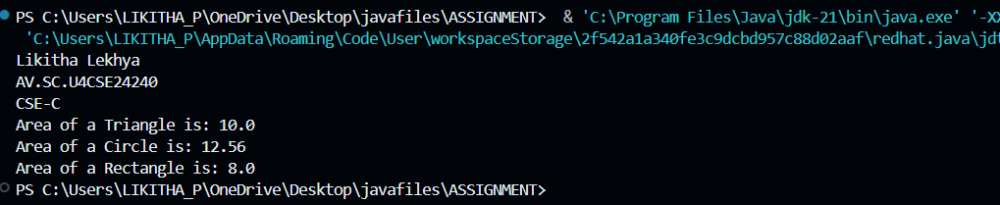 PS C:\Users\LIKITHA_P\OneDrive\Desktop\javafiles\ASSIGNMENT>  & 'C:\Program Files\Java\jdk-21\bin\java.exe' '-XX
'C:\Users\LIKITHA_P\AppData\Roaming\Code\User\workspaceStorage\2f542a1a340fe3c9dcbd957c88d02aaf\redhat.java\jdt
Likitha Lekhya
AV.SC.U4CSE24240
CSE-C
Area of a Triangle is: 10.0
Area of a Circle is: 12.56
Area of a Rectangle is: 8.0
PS C:\Users\LIKITHA_P\OneDrive\Desktop\javafiles\ASSIGNMENT>